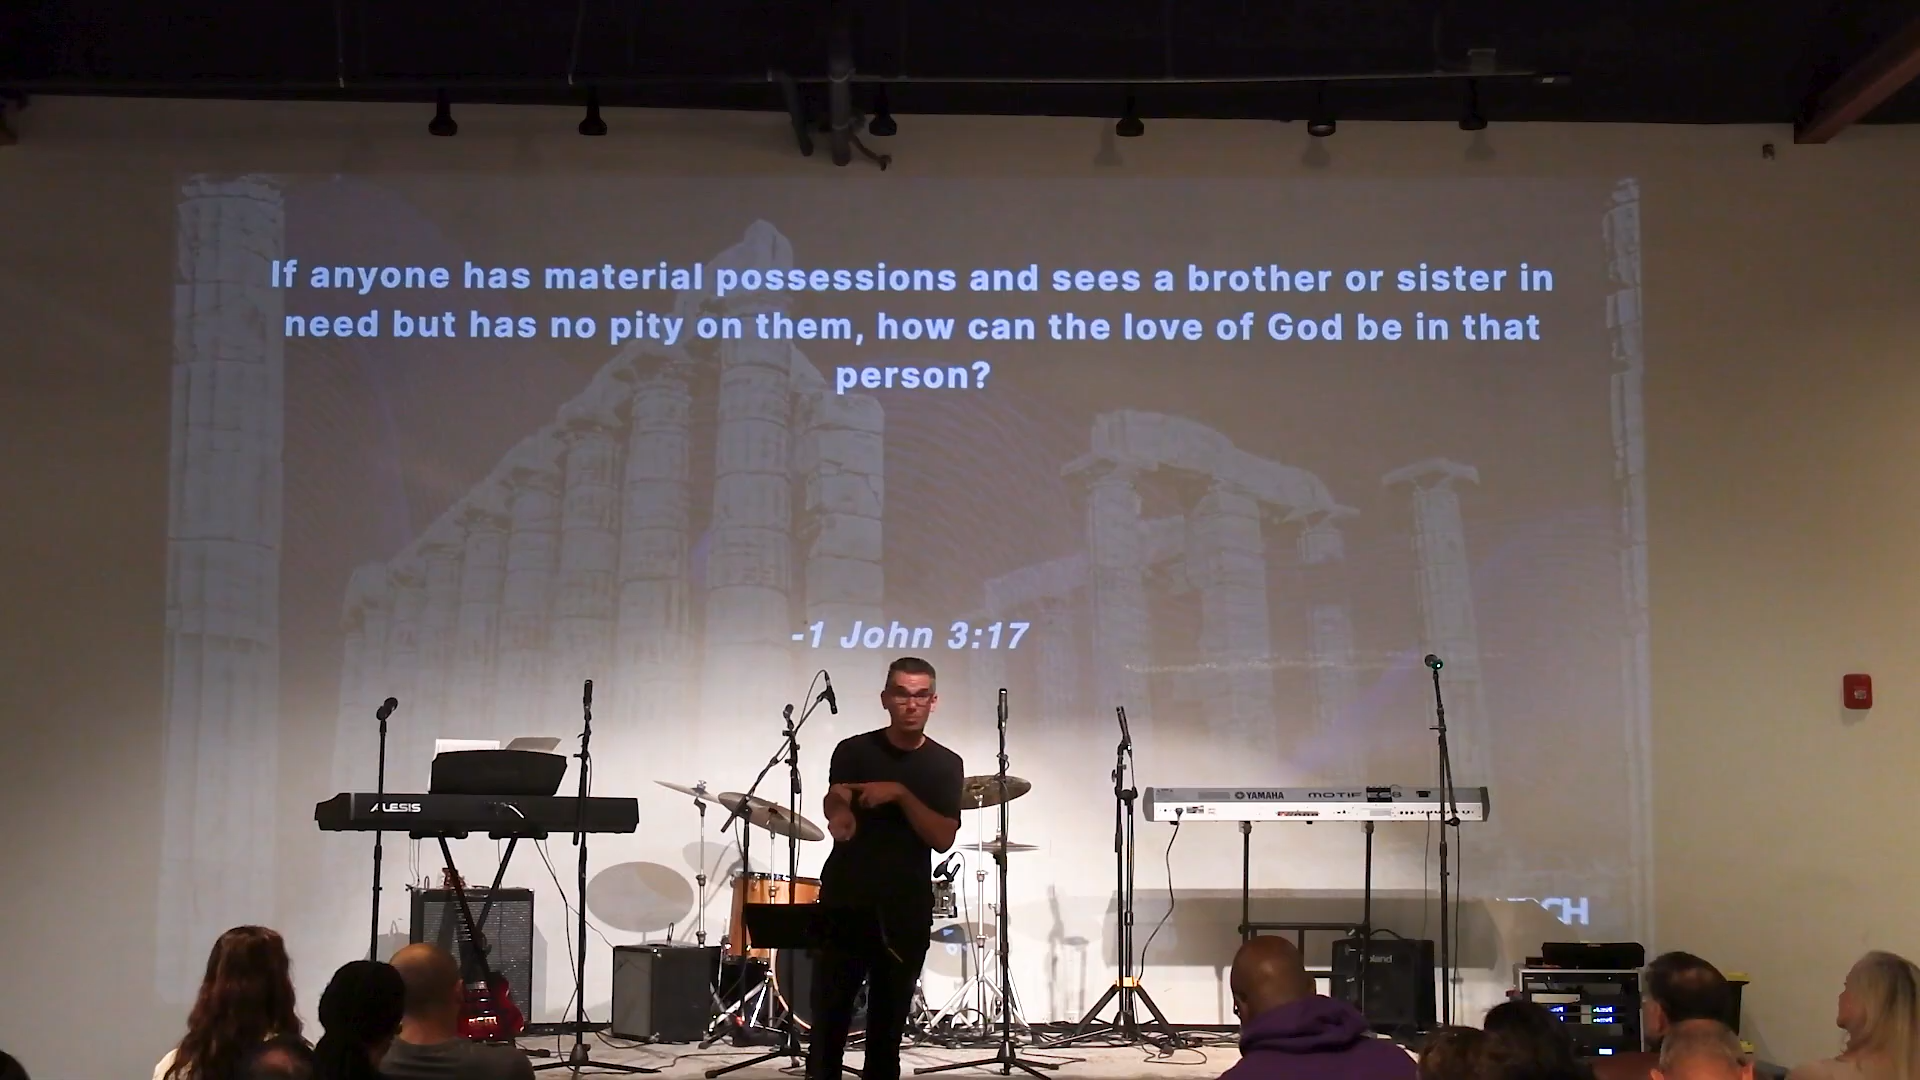 If anyone has material possessions and sees a brother or sister in
need but has no pity on them, how can the love of God be in that
person?
-1 John 3:17
ALESIS
YAMAHA MOTIF ES8
Roland